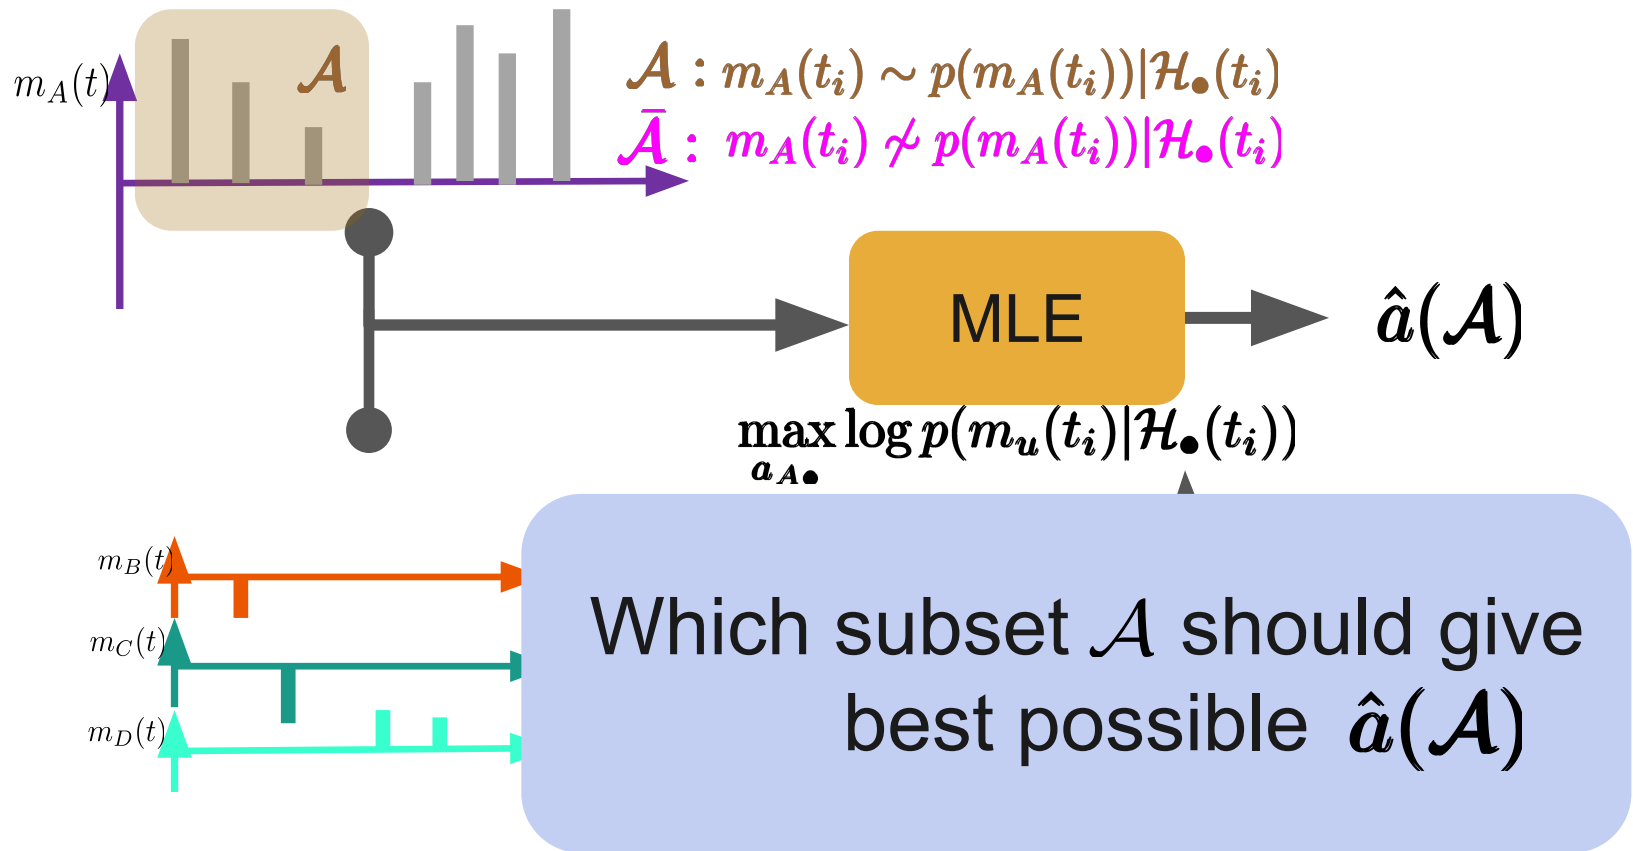 m_A(t)
𝒜
𝒜 : m_A(t_i) ∼ p(m_A(t_i))|ℋ_•(t_i)
𝒜̄ : m_A(t_i) ≁ p(m_A(t_i))|ℋ_•(t_i)
MLE
â(𝒜)
max log p(m_u(t_i)|ℋ_•(t_i))
a_{A•}
m_B(t)
m_C(t)
m_D(t)
Which subset 𝒜 should give
best possible â(𝒜)